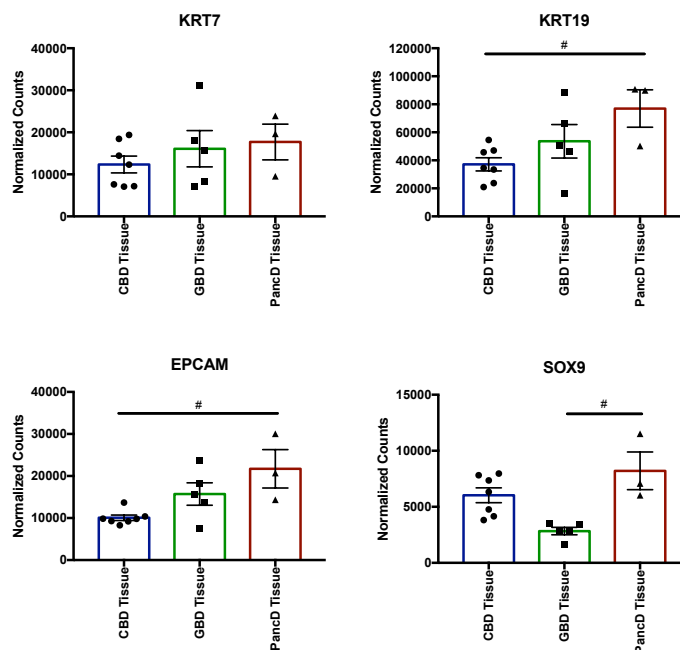 KRT7
Normalized Counts
40000
30000
20000
10000
0
CBD Tissue
GBD Tissue
PancD Tissue
KRT19
#
Normalized Counts
120000
100000
80000
60000
40000
20000
0
CBD Tissue
GBD Tissue
PancD Tissue
EPCAM
#
Normalized Counts
40000
30000
20000
10000
0
CBD Tissue
GBD Tissue
PancD Tissue
SOX9
#
Normalized Counts
15000
10000
5000
0
CBD Tissue
GBD Tissue
PancD Tissue